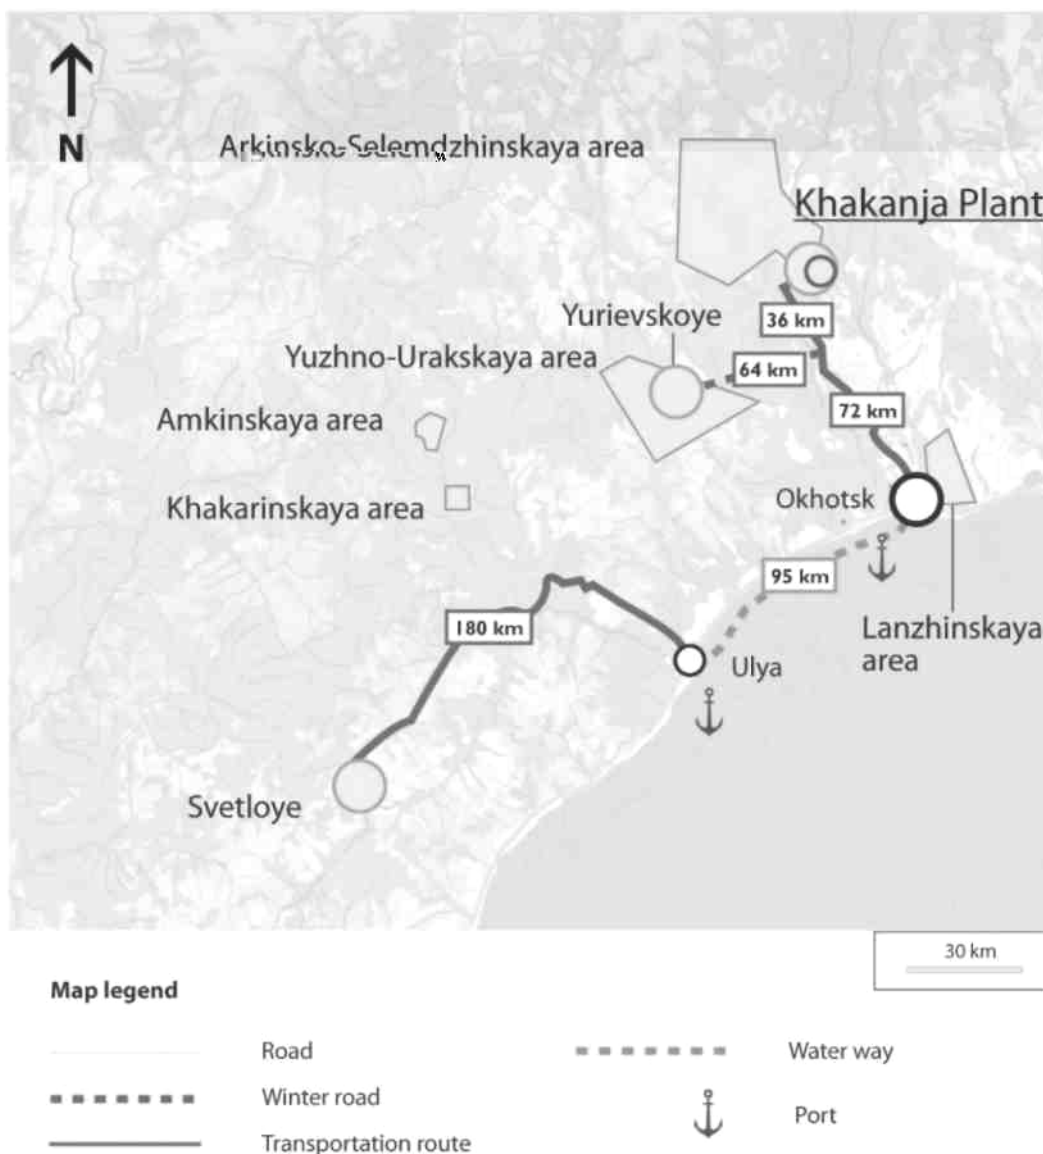 N
Arkinsko-Selemdzhinskaya area
Khakanja Plant
36 km
Yurievskoye
Yuzhno-Urakskaya area
64 km
72 km
Amkinskaya area
Okhotsk
Khakarinskaya area
95 km
180 km
Lanzhinskaya
area
Ulya
Svetloye
30 km
Map legend
Road
Water way
Winter road
Port
Transportation route